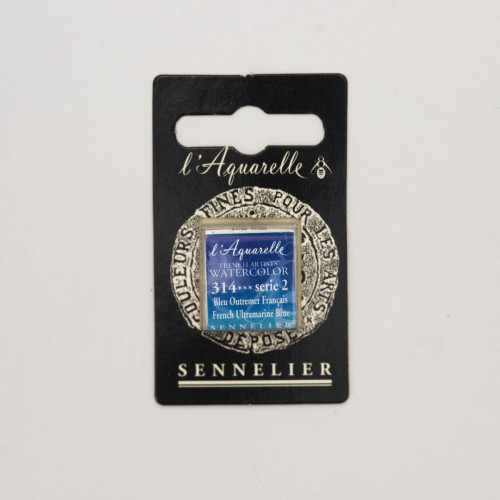 l'Aquarelle
COULEURS FINES POUR LES ARTS
l'Aquarelle
FRENCH ARTISTS'
WATERCOLOR
314*** serie 2
Bleu Outremer Français
French Ultramarine Blue
SENNELIER
DÉPOSÉ
SENNELIER